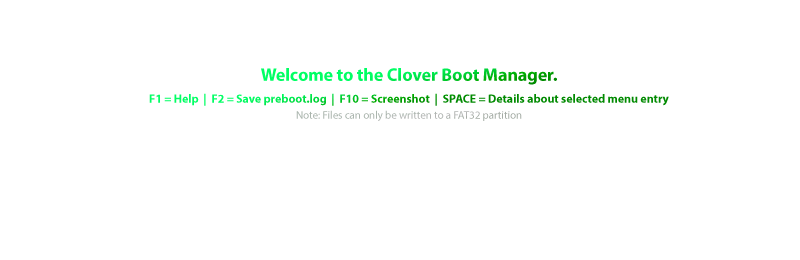 Welcome to the Clover Boot Manager.
F1 = Help | F2 = Save preboot.log | F10 = Screenshot | SPACE = Details about selected menu entry
Note: Files can only be written to a FAT32 partition